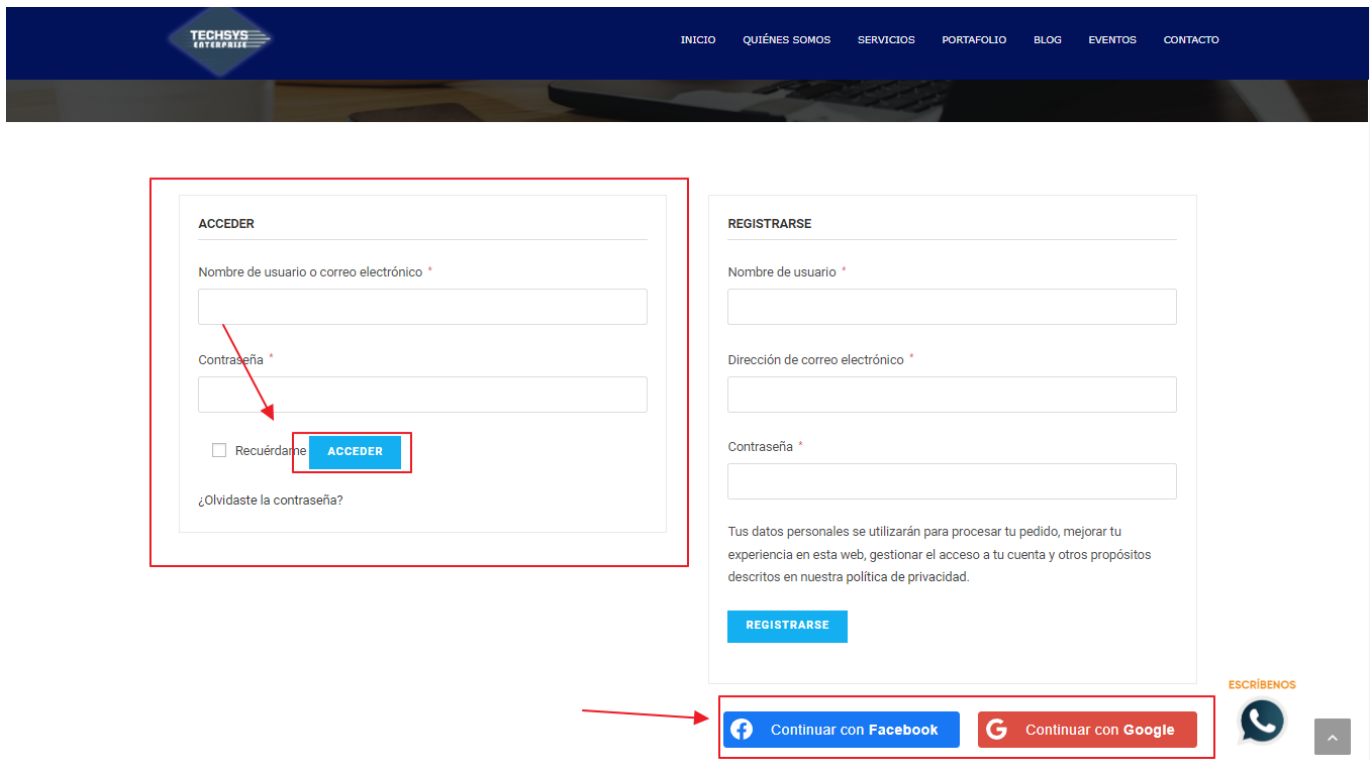 TECHSYS
ENTERPRISE
INICIO QUIÉNES SOMOS SERVICIOS PORTAFOLIO BLOG EVENTOS CONTACTO
ACCEDER
Nombre de usuario o correo electrónico *
Contraseña *
Recuérdame ACCEDER
¿Olvidaste la contraseña?
REGISTRARSE
Nombre de usuario *
Dirección de correo electrónico *
Contraseña *
Tus datos personales se utilizarán para procesar tu pedido, mejorar tu
experiencia en esta web, gestionar el acceso a tu cuenta y otros propósitos
descritos en nuestra política de privacidad.
REGISTRARSE
Continuar con Facebook
Continuar con Google
ESCRÍBENOS